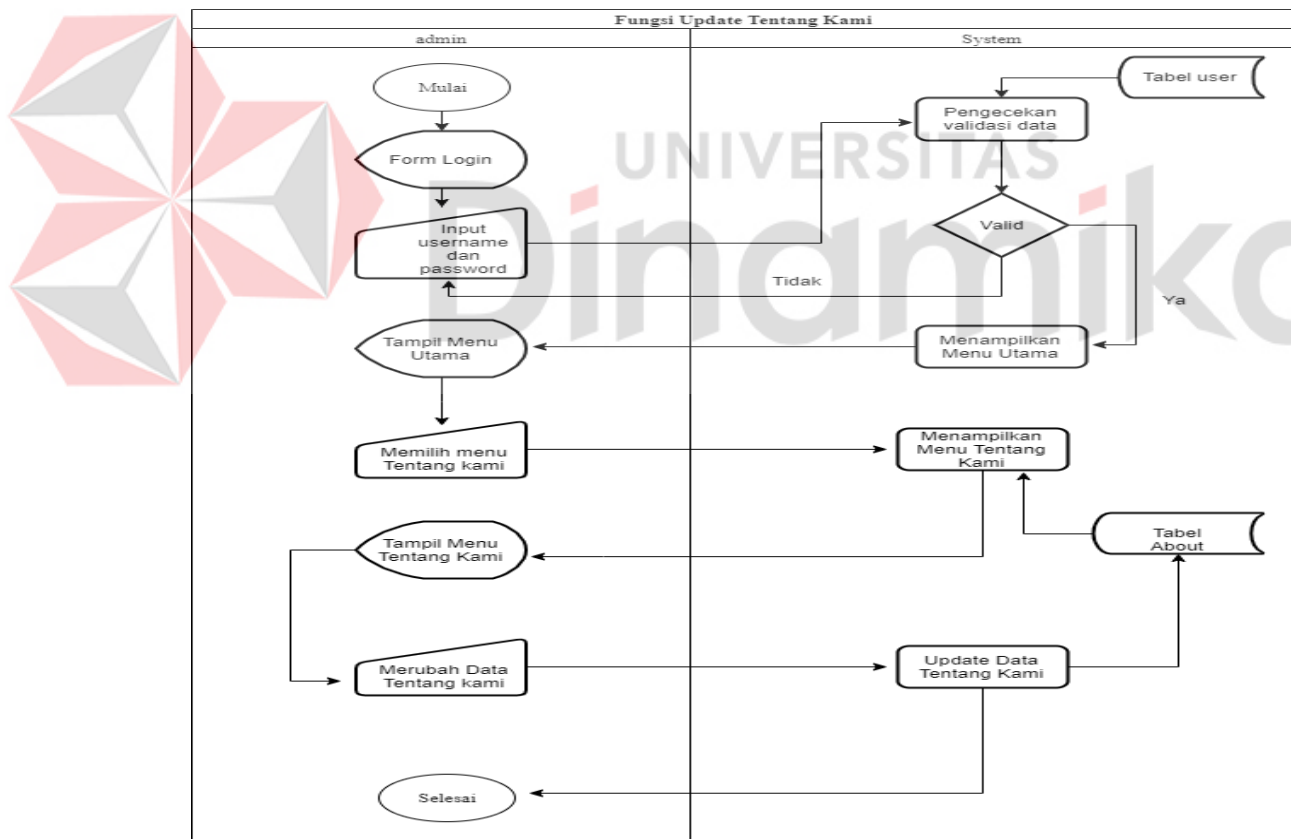 Fungsi Update Tentang Kami
admin
System
Mulai
Tabel user
Pengecekan
validasi data
Form Login
UNIVERSITAS
Dinamika
Input
username
dan
password
Valid
Tidak
Ya
Tampil Menu
Utama
Menampilkan
Menu Utama
Memilih menu
Tentang kami
Menampilkan
Menu Tentang
Kami
Tampil Menu
Tentang Kami
Tabel
About
Merubah Data
Tentang kami
Update Data
Tentang Kami
Selesai